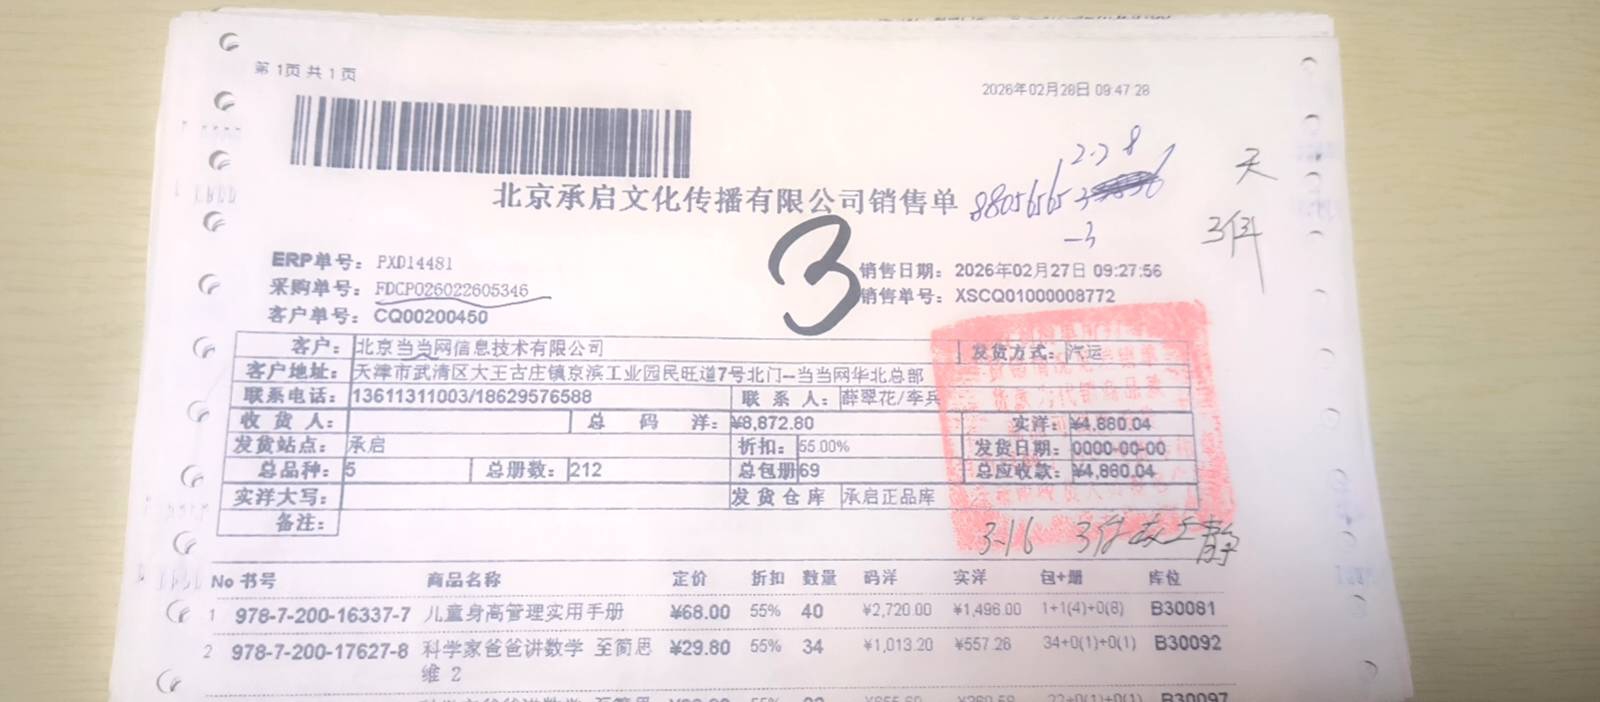 第 1页 共 1 页
2026年02月28日 09:47:28
2.28
天
北京承启文化传播有限公司销售单
88056565
-3
3件
3
ERP单号: PXD14481
销售日期: 2026年02月27日 09:27:56
采购单号: FDCP026022605346
销售单号: XSCQ01000008772
客户单号: CQ00200450
客户: 北京当当网信息技术有限公司 发货方式: 汽运
客户地址: 天津市武清区大王古庄镇京滨工业园民旺道7号北门--当当网华北总部
联系电话: 13611311003/18629576588 联系人: 薛翠花/李兵
收货人: 总码洋: ¥8,872.80 实洋: ¥4,880.04
发货站点: 承启 折扣: 55.00% 发货日期: 0000-00-00
总品种: 5 总册数: 212 总包册69 总应收款: ¥4,880.04
实洋大写: 发货仓库 承启正品库
备注:
3.16 3件
No 书号 商品名称 定价 折扣 数量 码洋 实洋 包+册 库位
1 978-7-200-16337-7 儿童身高管理实用手册 ¥68.00 55% 40 ¥2,720.00 ¥1,496.00 1+1(4)+0(8) B30081
2 978-7-200-17627-8 科学家爸爸讲数学 至简思维 2 ¥29.80 55% 34 ¥1,013.20 ¥557.26 34+0(1)+0(1) B30092